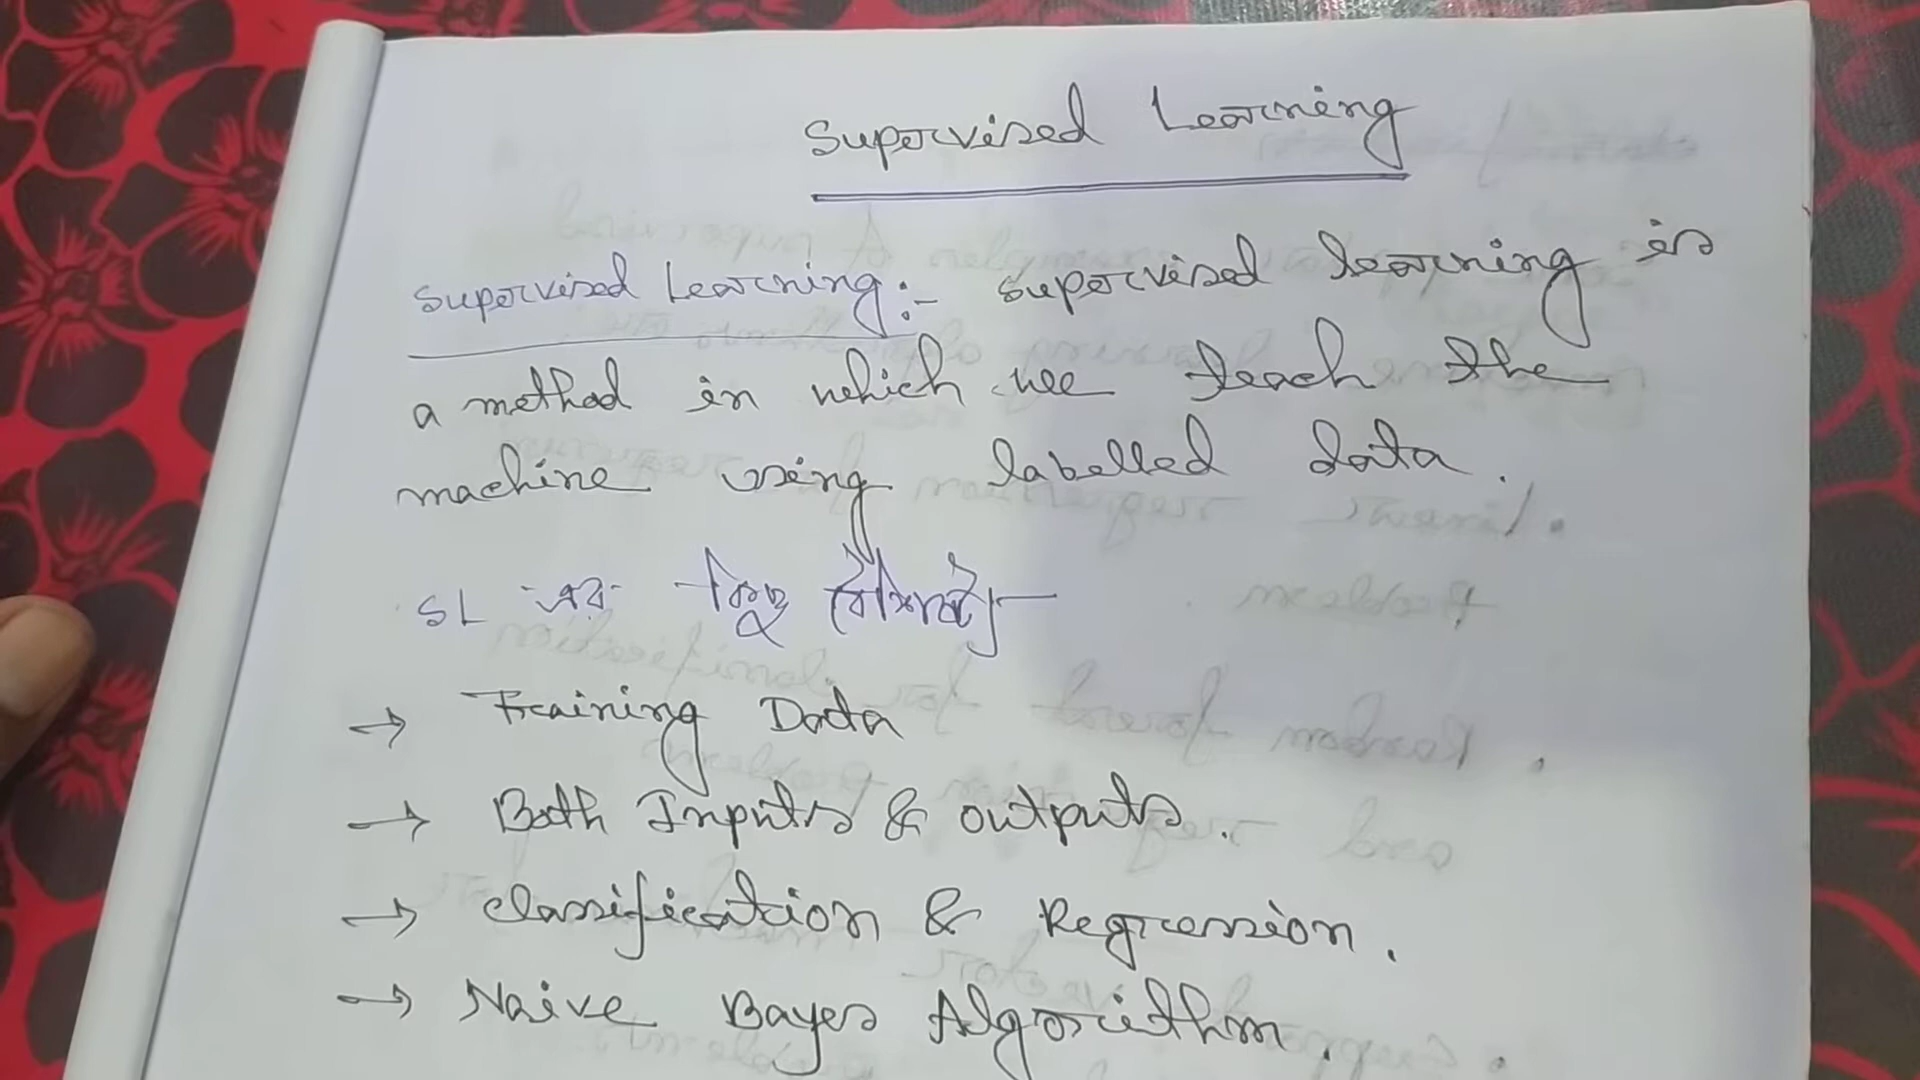 Supervised Learning
Supervised Learning :- Supervised learning is
a method in which we teach the
machine using labelled data.
SL এর কিছু বৈশিষ্ট্য
→ Training Data
→ Both Inputs & outputs.
→ Classification & Regression.
→ Naive Bayes Algorithm.